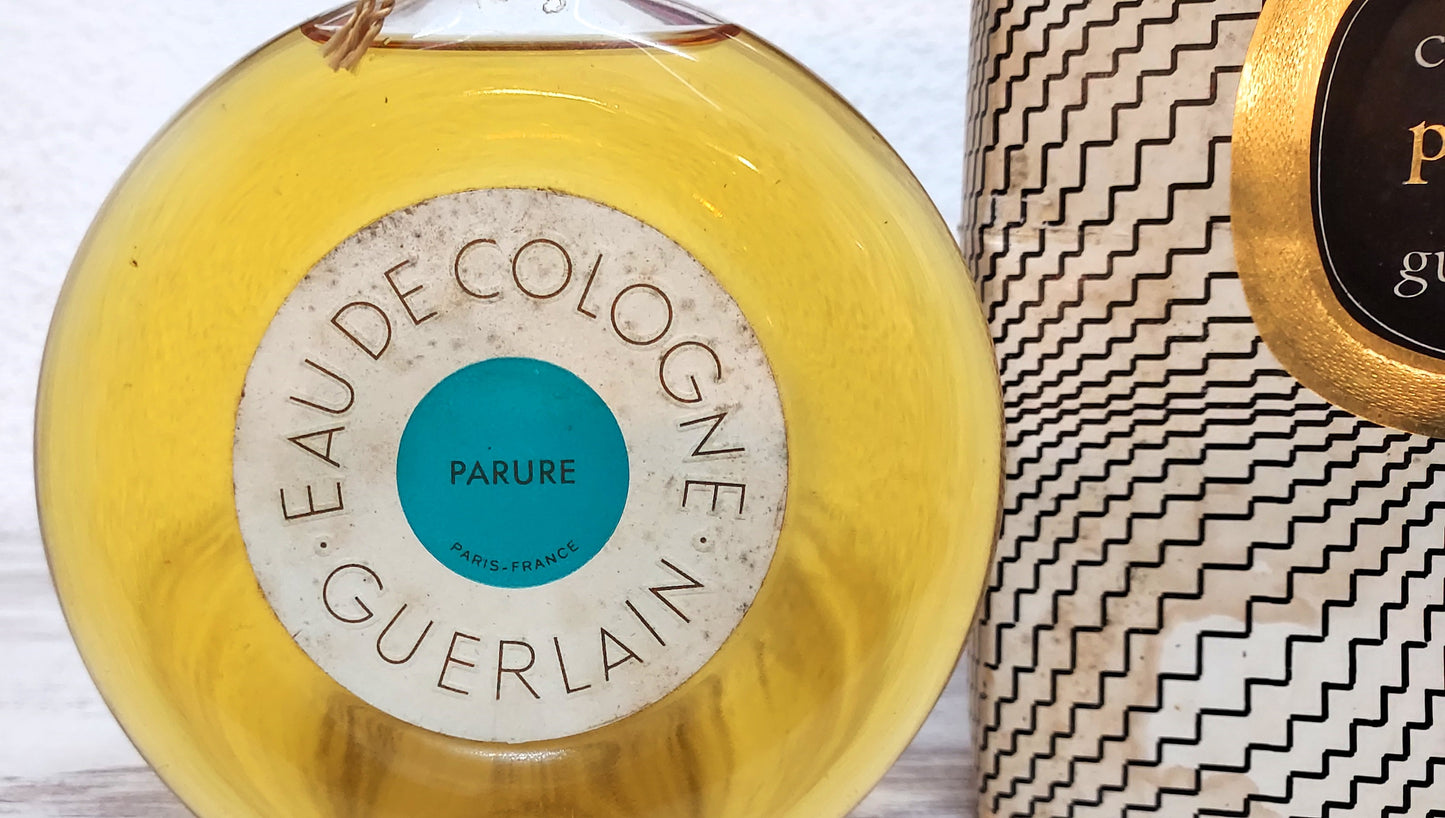 EAU DE COLOGNE
PARURE
PARIS-FRANCE
GUERLAIN